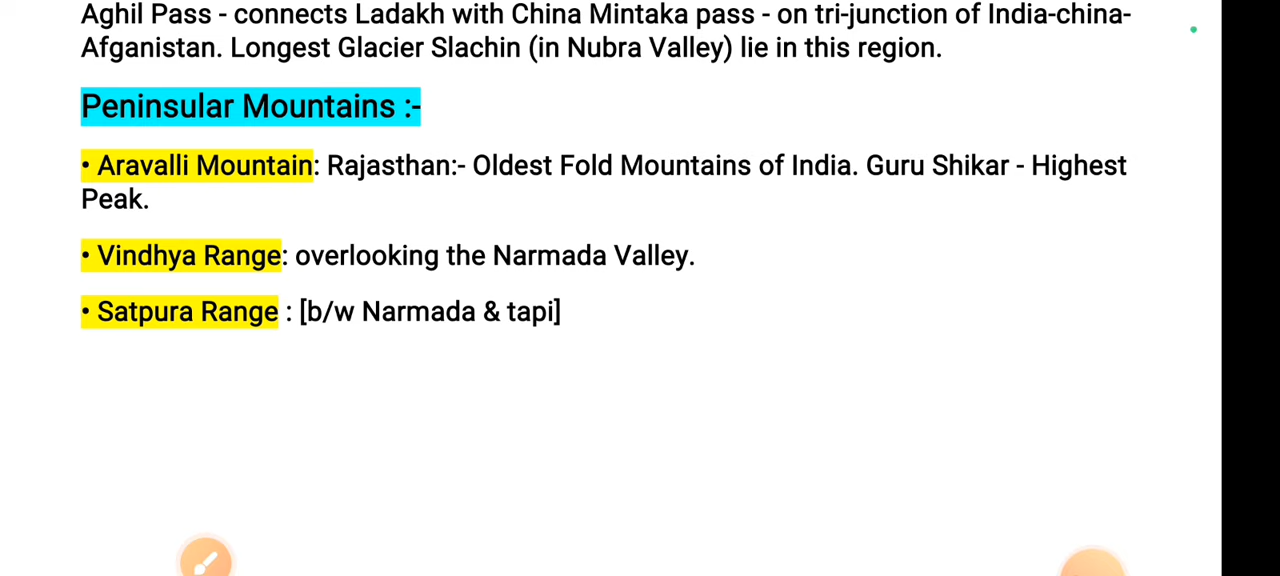 Aghil Pass - connects Ladakh with China Mintaka pass - on tri-junction of India-china-
Afganistan. Longest Glacier Slachin (in Nubra Valley) lie in this region.
Peninsular Mountains :-
• Aravalli Mountain: Rajasthan:- Oldest Fold Mountains of India. Guru Shikar - Highest
Peak.
• Vindhya Range: overlooking the Narmada Valley.
• Satpura Range : [b/w Narmada & tapi]